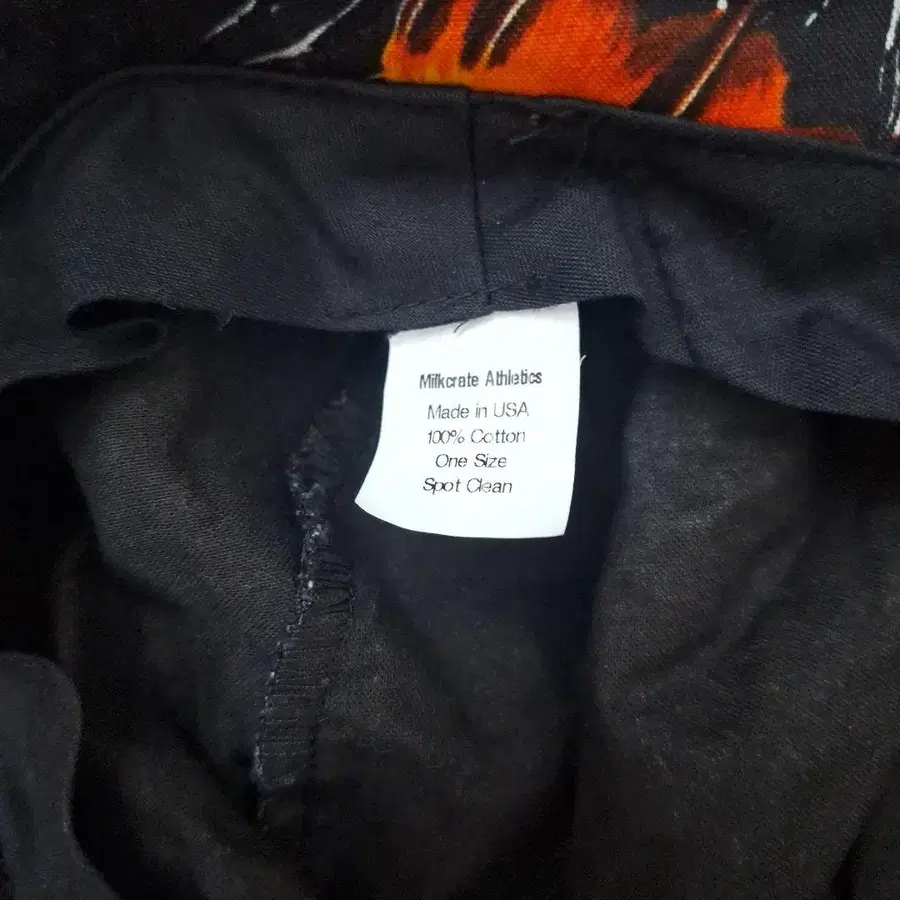 Milkcrate Athletics
Made in USA
100% Cotton
One Size
Spot Clean